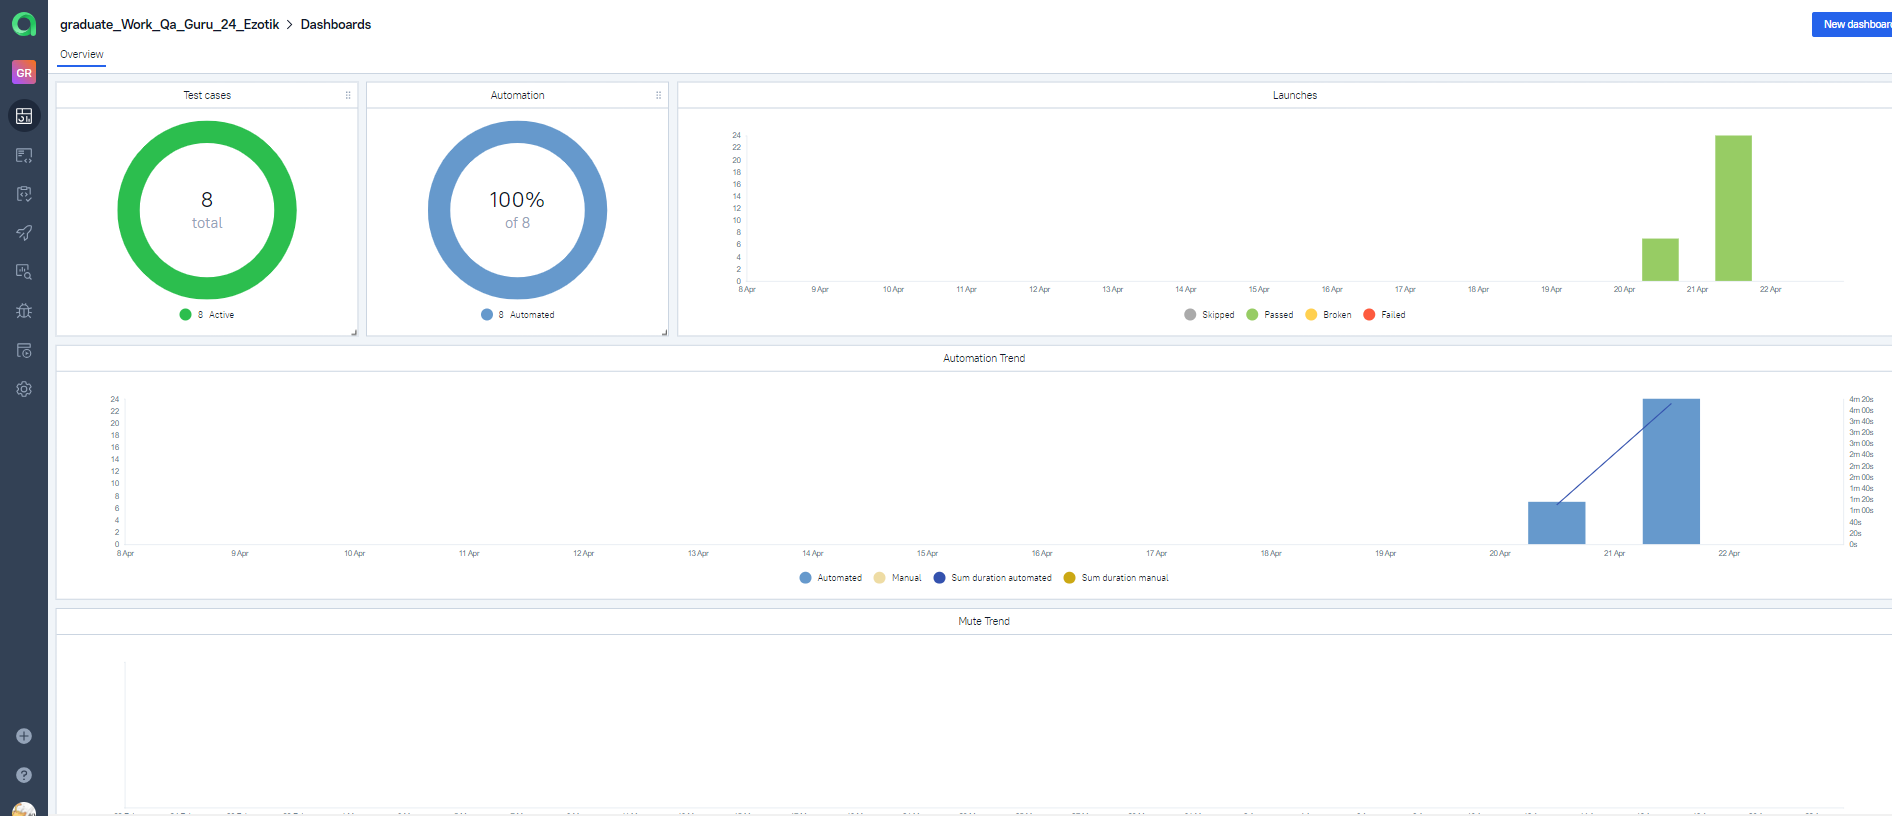 graduate_Work_Qa_Guru_24_Ezotik > Dashboards
New dashboar
Overview
GR
Test cases
8
total
8 Active
Automation
100%
of 8
8 Automated
Launches
24
22
20
18
16
14
12
10
8
6
4
2
0
8 Apr 9 Apr 10 Apr 11 Apr 12 Apr 13 Apr 14 Apr 15 Apr 16 Apr 17 Apr 18 Apr 19 Apr 20 Apr 21 Apr 22 Apr
Skipped Passed Broken Failed
Automation Trend
24
22
20
18
16
14
12
10
8
6
4
2
0
4m 20s
4m 00s
3m 40s
3m 20s
3m 00s
2m 40s
2m 20s
2m 00s
1m 40s
1m 20s
1m 00s
40s
20s
0s
8 Apr 9 Apr 10 Apr 11 Apr 12 Apr 13 Apr 14 Apr 15 Apr 16 Apr 17 Apr 18 Apr 19 Apr 20 Apr 21 Apr 22 Apr
Automated Manual Sum duration automated Sum duration manual
Mute Trend